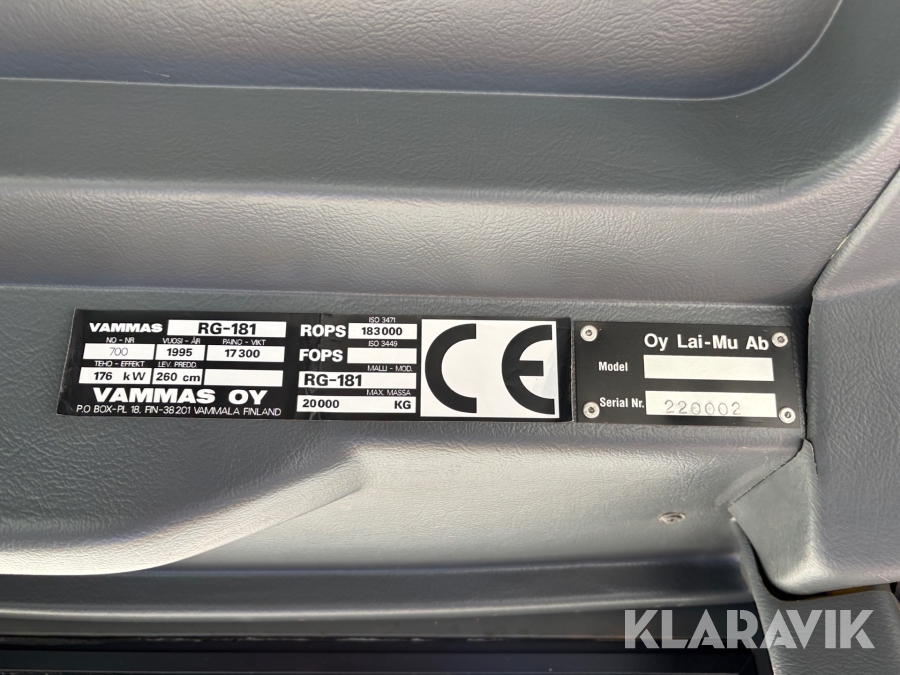 VAMMAS RG-181
NO - NR VUOSI - ÅR PAINO - VIKT
700 1995 17300
TEHO - EFFEKT LEV. PREDD.
176 kW 260 cm
VAMMAS OY
P.O BOX-PL 18, FIN-38201 VAMMALA FINLAND
ISO 3471
ROPS 183000
ISO 3449
FOPS
MALLI - MOD.
RG-181
MAX. MASSA
20000 KG
CE
Oy Lai-Mu Ab
Model
Serial Nr. 220002
KLARAVIK